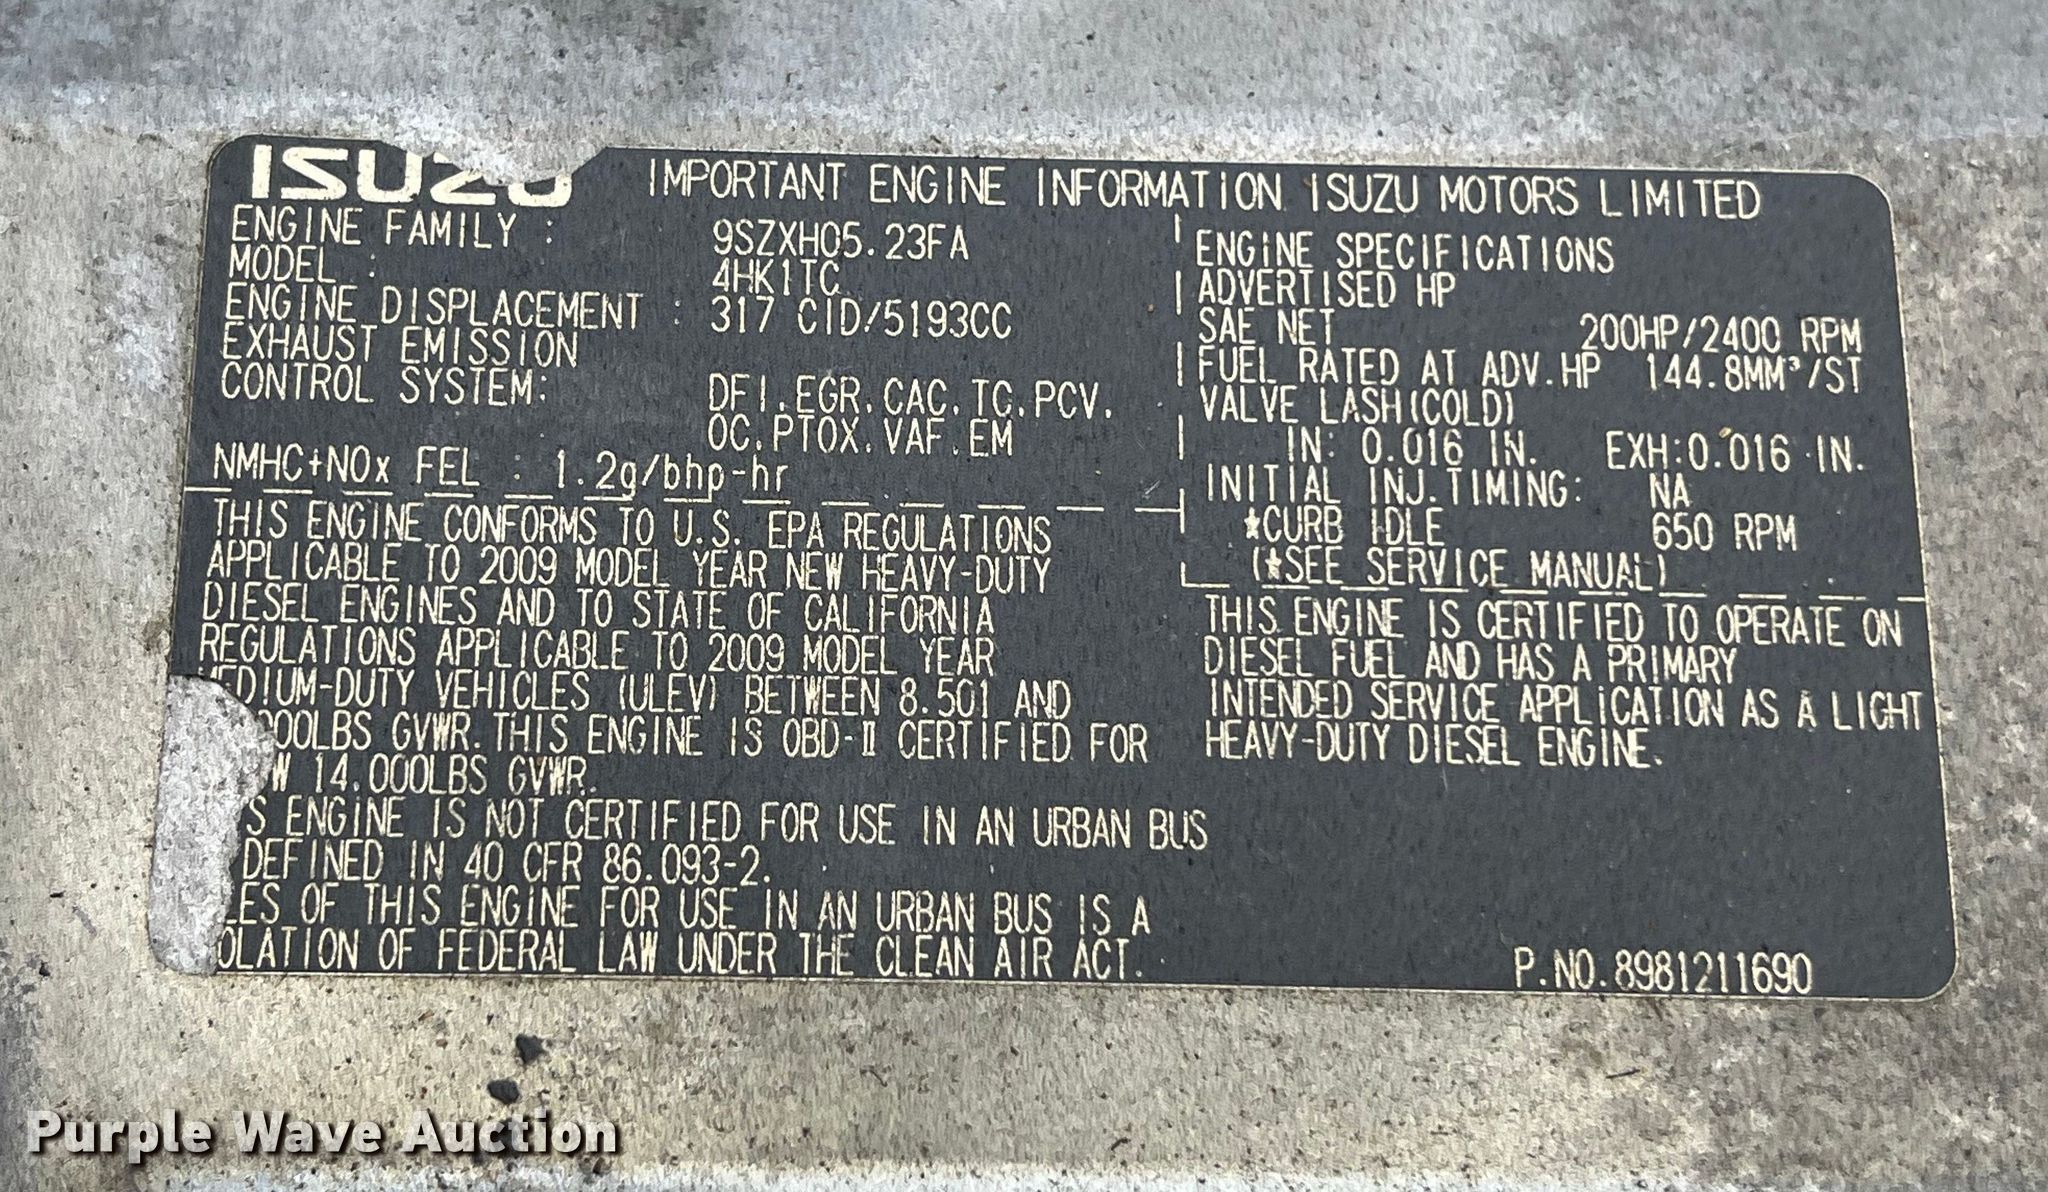 ISUZU IMPORTANT ENGINE INFORMATION ISUZU MOTORS LIMITED
ENGINE FAMILY : 9SZXH05.23FA
MODEL : 4HK1TC
ENGINE DISPLACEMENT : 317 CID/5193CC
EXHAUST EMISSION
CONTROL SYSTEM: DFI.EGR.CAC.TC.PCV.
OC.PTOX.VAF.EM
NMHC+NOx FEL : 1.2g/bhp-hr
THIS ENGINE CONFORMS TO U.S. EPA REGULATIONS
APPLICABLE TO 2009 MODEL YEAR NEW HEAVY-DUTY
DIESEL ENGINES AND TO STATE OF CALIFORNIA
REGULATIONS APPLICABLE TO 2009 MODEL YEAR
MEDIUM-DUTY VEHICLES (ULEV) BETWEEN 8.501 AND
000LBS GVWR. THIS ENGINE IS OBD-II CERTIFIED FOR
W 14.000LBS GVWR.
S ENGINE IS NOT CERTIFIED FOR USE IN AN URBAN BUS
DEFINED IN 40 CFR 86.093-2.
LES OF THIS ENGINE FOR USE IN AN URBAN BUS IS A
OLATION OF FEDERAL LAW UNDER THE CLEAN AIR ACT.
ENGINE SPECIFICATIONS
ADVERTISED HP
SAE NET 200HP/2400 RPM
FUEL RATED AT ADV.HP 144.8MM³/ST
VALVE LASH(COLD)
IN: 0.016 IN. EXH:0.016 IN.
INITIAL INJ.TIMING: NA
*CURB IDLE 650 RPM
(*SEE SERVICE MANUAL)
THIS ENGINE IS CERTIFIED TO OPERATE ON
DIESEL FUEL AND HAS A PRIMARY
INTENDED SERVICE APPLICATION AS A LIGHT
HEAVY-DUTY DIESEL ENGINE.
P.NO.8981211690
Purple Wave Auction